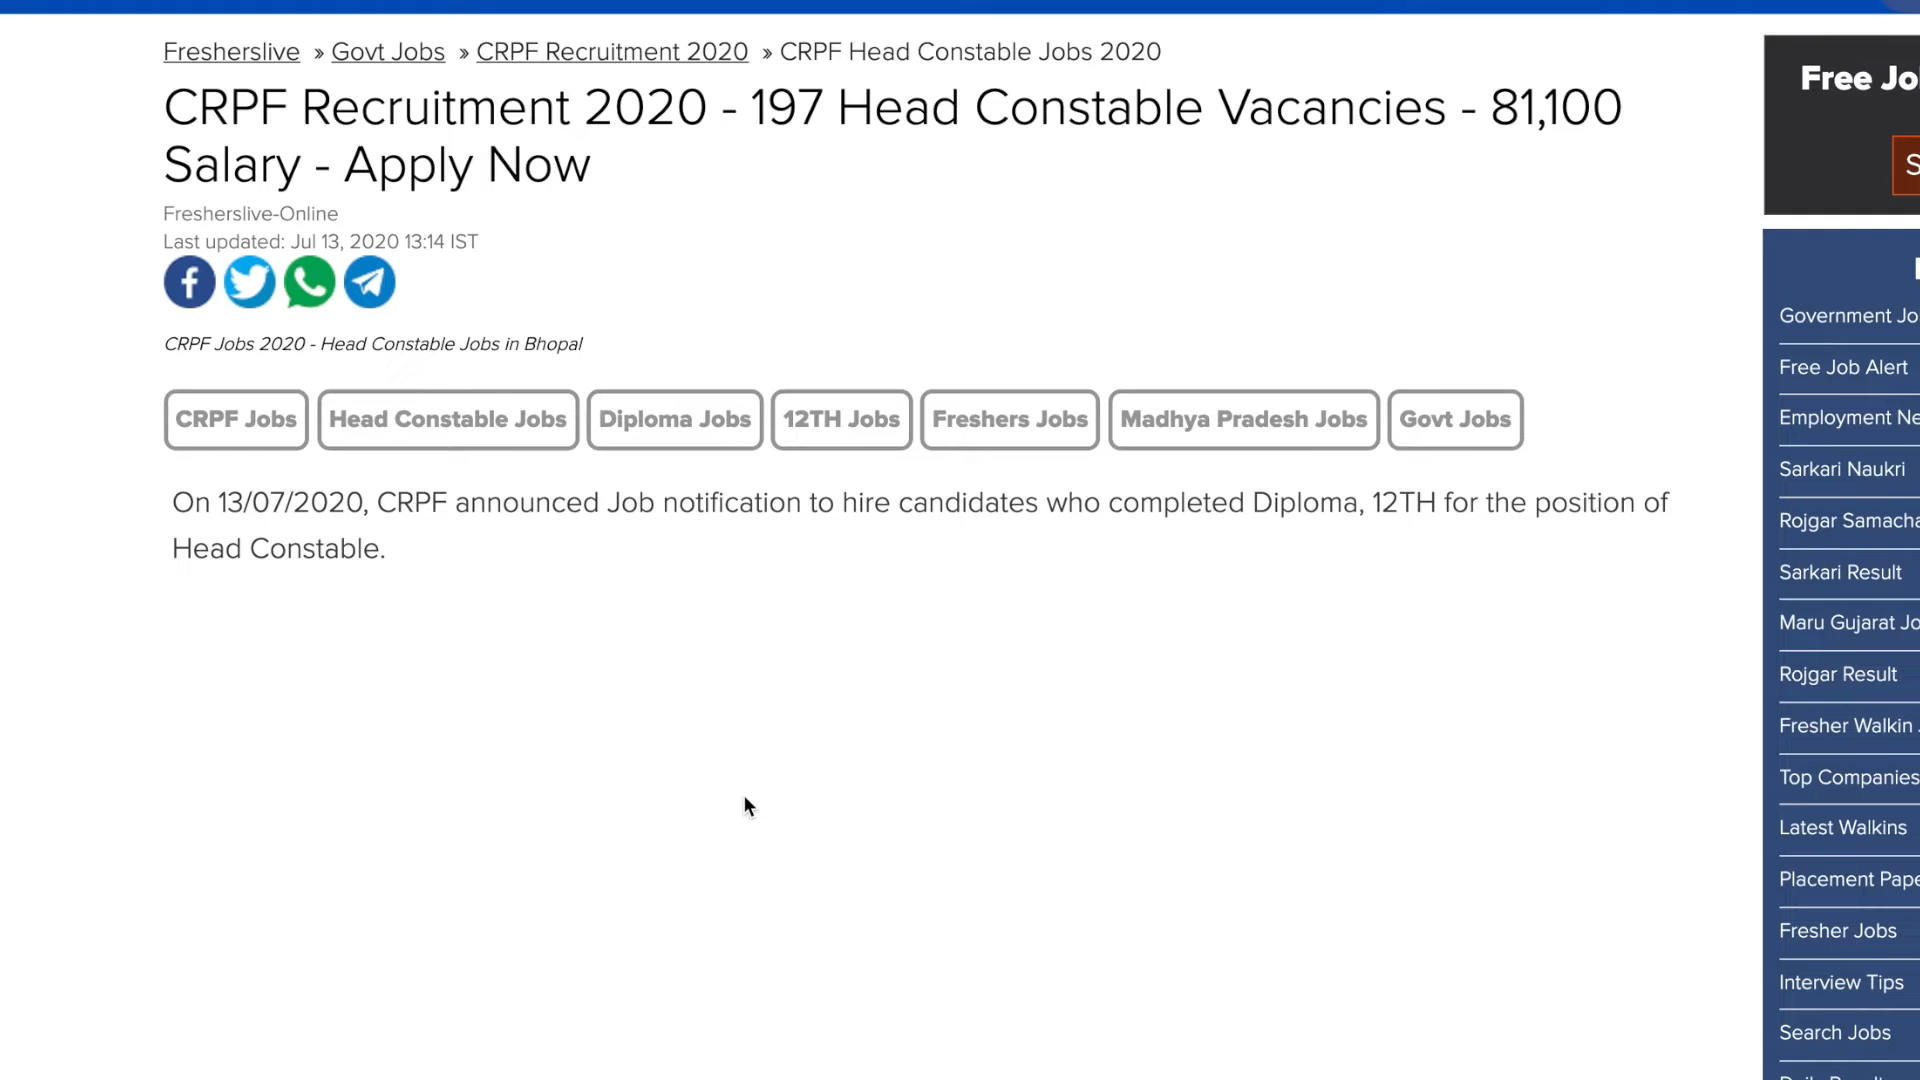 Fresherslive » Govt Jobs » CRPF Recruitment 2020 » CRPF Head Constable Jobs 2020
CRPF Recruitment 2020 - 197 Head Constable Vacancies - 81,100
Salary - Apply Now
Fresherslive-Online
Last updated: Jul 13, 2020 13:14 IST
CRPF Jobs 2020 - Head Constable Jobs in Bhopal
CRPF Jobs Head Constable Jobs Diploma Jobs 12TH Jobs Freshers Jobs Madhya Pradesh Jobs Govt Jobs
On 13/07/2020, CRPF announced Job notification to hire candidates who completed Diploma, 12TH for the position of
Head Constable.
Free
Government
Free Job Alert
Employment
Sarkari Naukri
Rojgar
Sarkari Result
Maru Gujarat
Rojgar Result
Fresher Walkin
Top Companies
Latest Walkins
Placement
Fresher Jobs
Interview Tips
Search Jobs